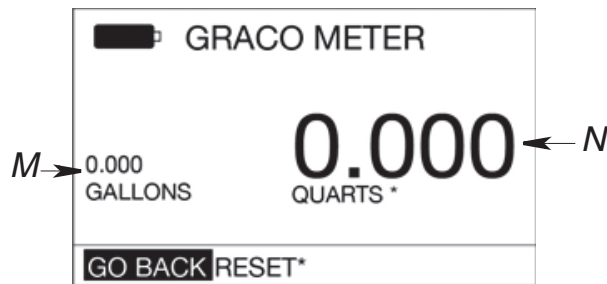 GRACO METER
M
0.000
GALLONS
0.000
QUARTS *
N
GO BACK RESET*